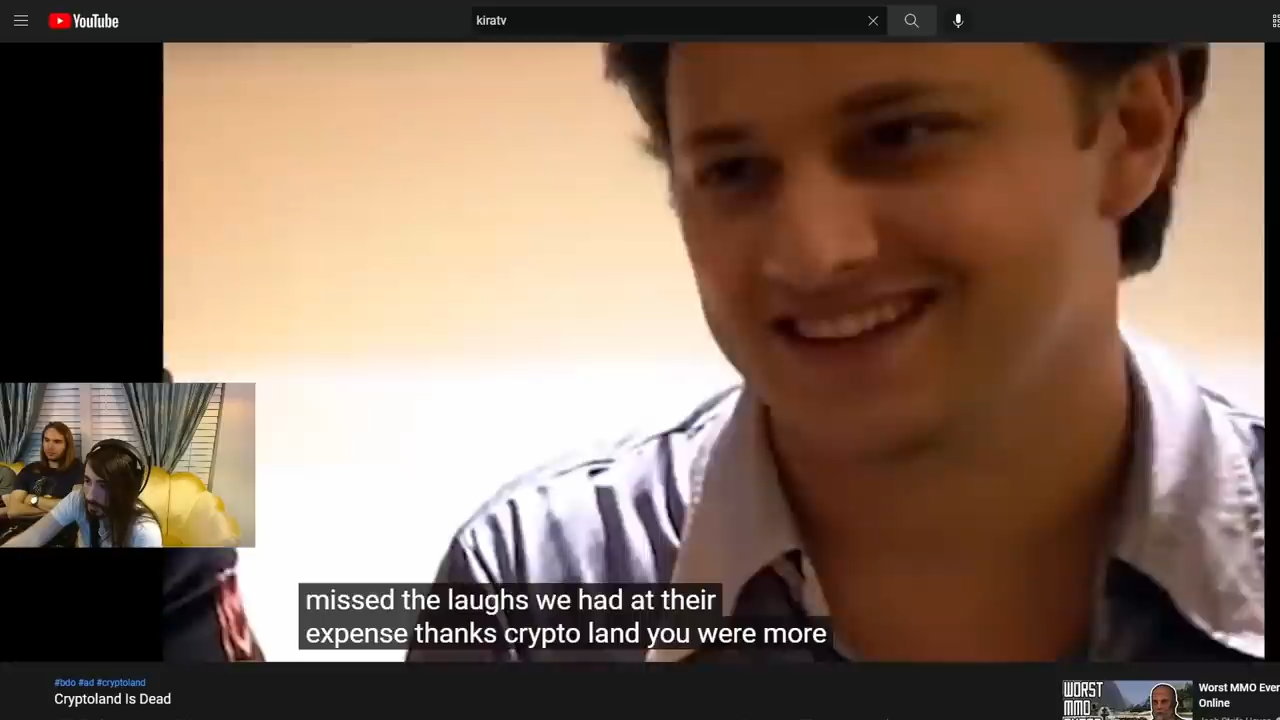 YouTube
kiratv
missed the laughs we had at their
expense thanks crypto land you were more
#bdo #ad #cryptoland
Cryptoland Is Dead
WORST
MMO
Worst MMO Ever
Online